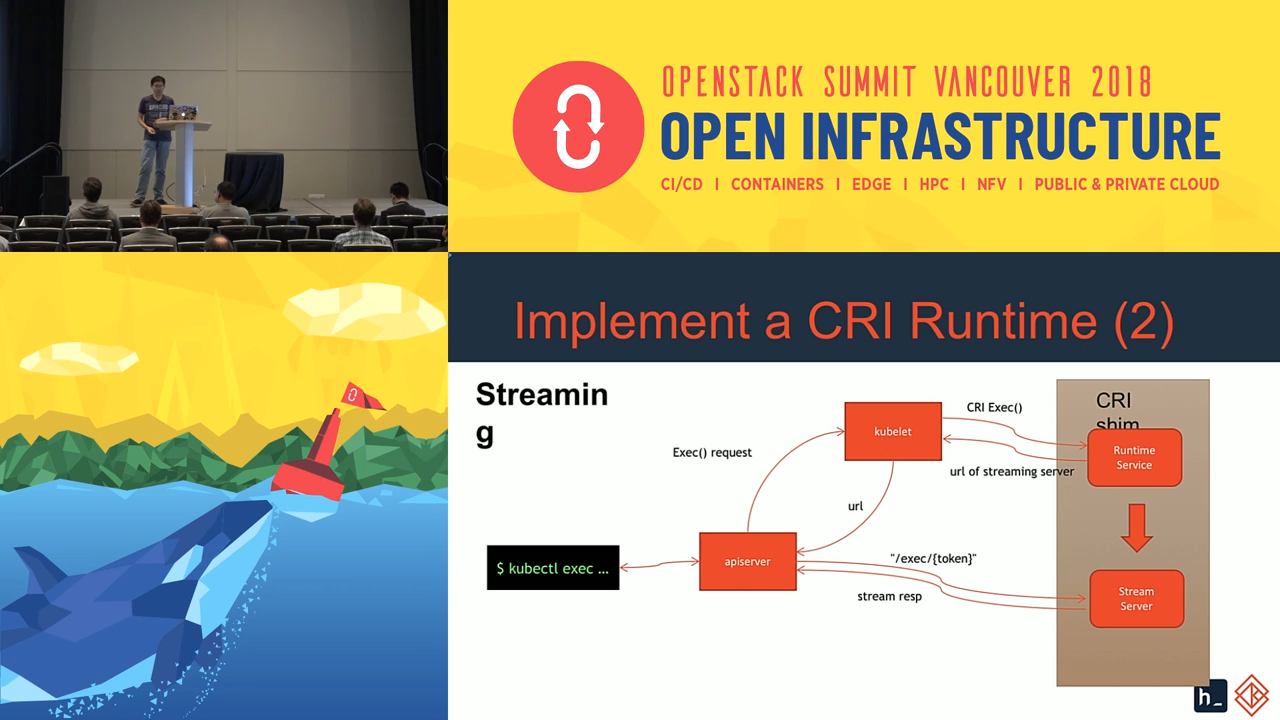 OPENSTACK SUMMIT VANCOUVER 2018
OPEN INFRASTRUCTURE
CI/CD | CONTAINERS | EDGE | HPC | NFV | PUBLIC & PRIVATE CLOUD
Implement a CRI Runtime (2)
Streamin
g
CRI
shim
CRI Exec()
kubelet
Runtime
Service
Exec() request
url of streaming server
url
$ kubectl exec ...
apiserver
"/exec/{token}"
stream resp
Stream
Server
h_